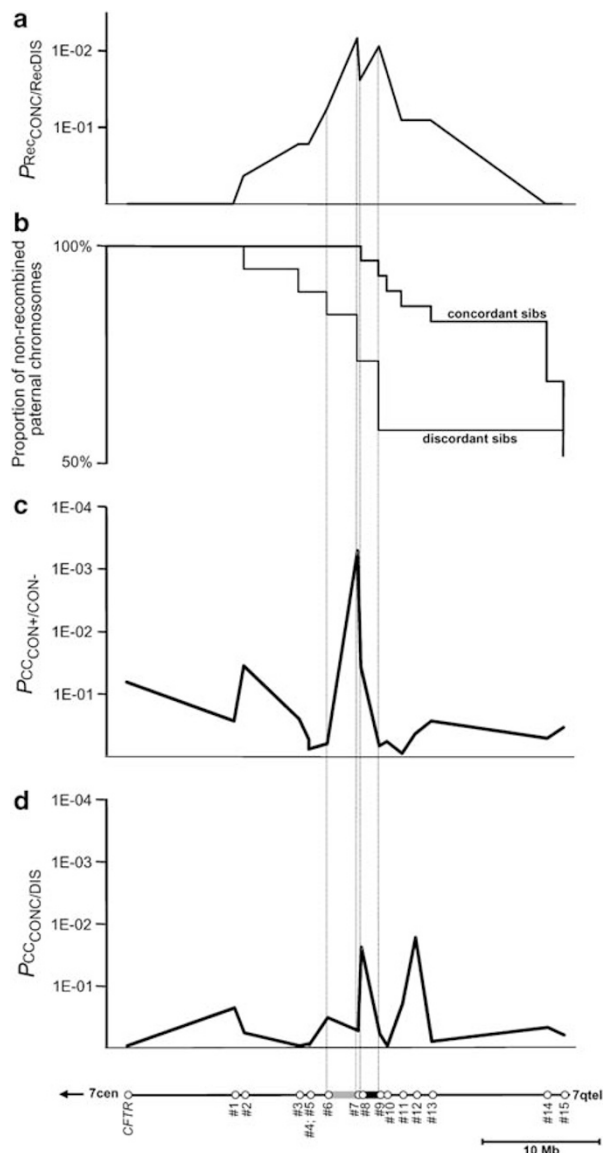 a
1E-02
1E-01
PRecCONC/RecDIS
b
100%
50%
Proportion of non-recombined
paternal chromosomes
concordant sibs
discordant sibs
c
1E-04
1E-03
1E-02
1E-01
PCCCON+/CON-
d
1E-04
1E-03
1E-02
1E-01
PCCCONC/DIS
7cen
7qtel
CFTR
#1
#2
#3
#4; #5
#6
#7
#8
#9
#10
#11
#12
#13
#14
#15
10 Mb